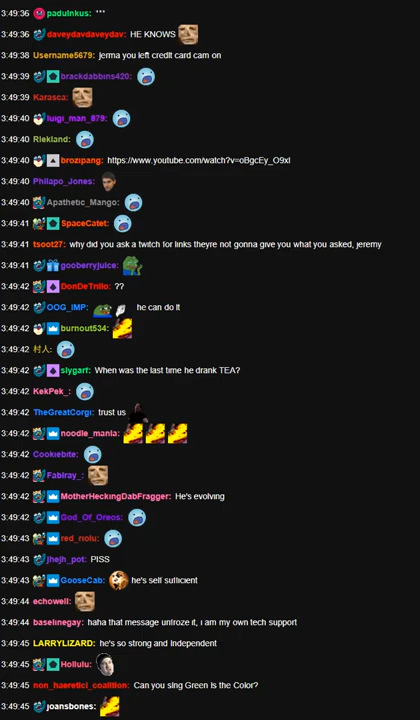 3:49:36 padulnkus: ***
3:49:36 daveydavdaveydav: HE KNOWS
3:49:38 Username5679: jerma you left credit card cam on
3:49:39 brackdabbins420:
3:49:39 Karasca:
3:49:40 luigi_man_879:
3:49:40 Riekland:
3:49:40 brozipang: https://www.youtube.com/watch?v=oBgcEy_O9xI
3:49:40 Philapo_Jones:
3:49:40 Apathetic_Mango:
3:49:41 SpaceCatet:
3:49:41 tsoot27: why did you ask a twitch for links theyre not gonna give you what you asked, jeremy
3:49:41 gooberryjuice:
3:49:42 DonDeTrillo: ??
3:49:42 OOG_IMP: he can do it
3:49:42 burnout534:
3:49:42 村人:
3:49:42 slygarf: When was the last time he drank TEA?
3:49:42 KekPek_:
3:49:42 TheGreatCorgi: trust us
3:49:42 noodle_mania:
3:49:42 Cookiebite:
3:49:42 Fabiray_:
3:49:42 MotherHeckingDabFragger: He's evolving
3:49:42 God_Of_Oreos:
3:49:43 red_riolu:
3:49:43 jhejh_pot: PISS
3:49:43 GooseCab: he's self sufficient
3:49:44 echowell:
3:49:44 baselinegay: haha that message unfroze it, i am my own tech support
3:49:45 LARRYLIZARD: he's so strong and independent
3:49:45 Hollulu:
3:49:45 non_haeretici_coalition: Can you sing Green Is the Color?
3:49:45 joansbones: